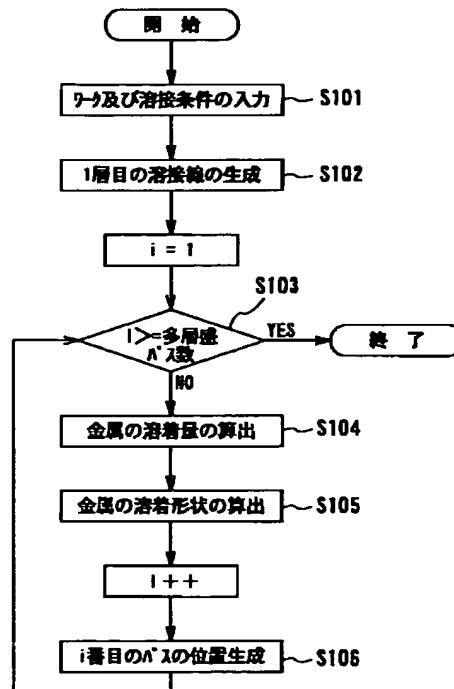 開 始
ワーク及び溶接条件の入力
S101
1層目の溶接線の生成
S102
i = 1
S103
i>=多層盛
パス数
YES
終 了
NO
金属の溶着量の算出
S104
金属の溶着形状の算出
S105
i++
i番目のパスの位置生成
S106